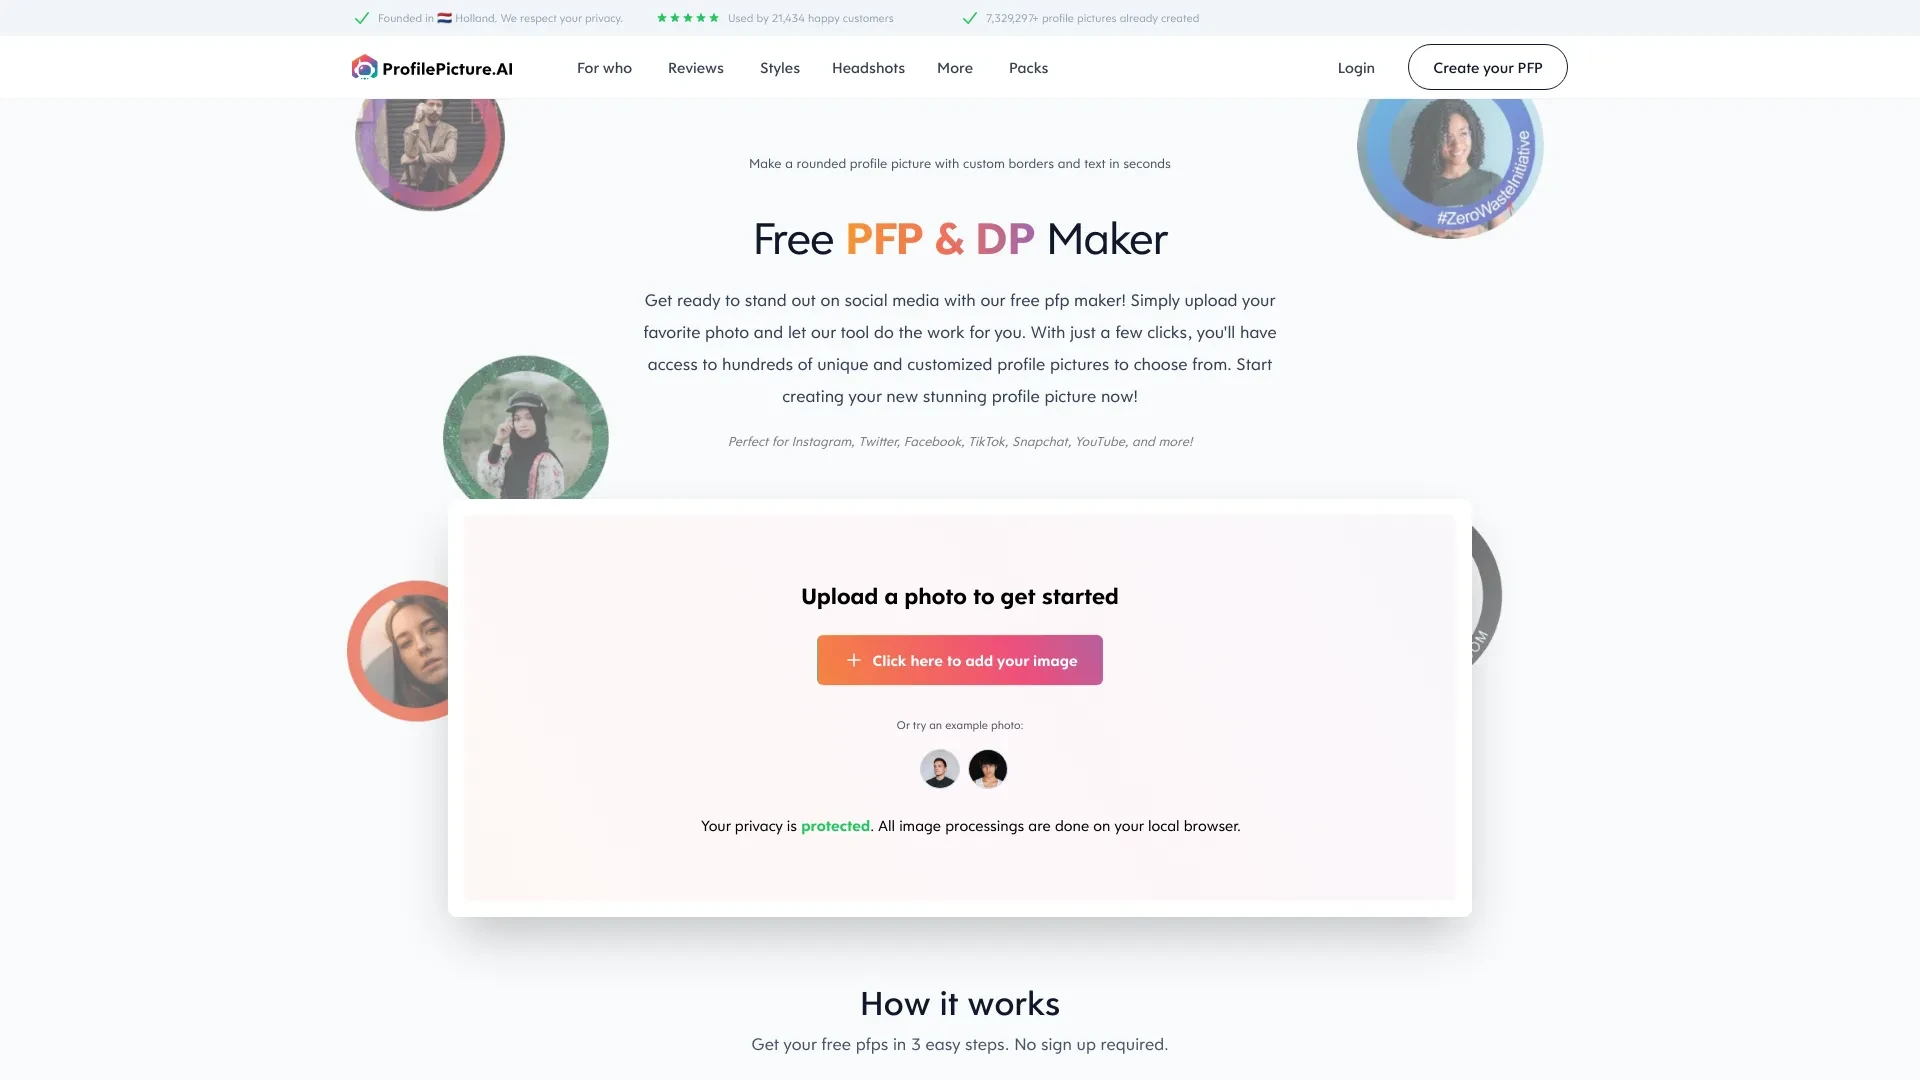 Founded in 🇳🇱 Holland. We respect your privacy.
Used by 21,434 happy customers
7,329,297+ profile pictures already created
ProfilePicture.AI
For who
Reviews
Styles
Headshots
More
Packs
Login
Create your PFP
#ZeroWasteInitiative
Make a rounded profile picture with custom borders and text in seconds
Free PFP & DP Maker
Get ready to stand out on social media with our free pfp maker! Simply upload your
favorite photo and let our tool do the work for you. With just a few clicks, you'll have
access to hundreds of unique and customized profile pictures to choose from. Start
creating your new stunning profile picture now!
Perfect for Instagram, Twitter, Facebook, TikTok, Snapchat, YouTube, and more!
Upload a photo to get started
Click here to add your image
Or try an example photo:
Your privacy is protected. All image processings are done on your local browser.
How it works
Get your free pfps in 3 easy steps. No sign up required.